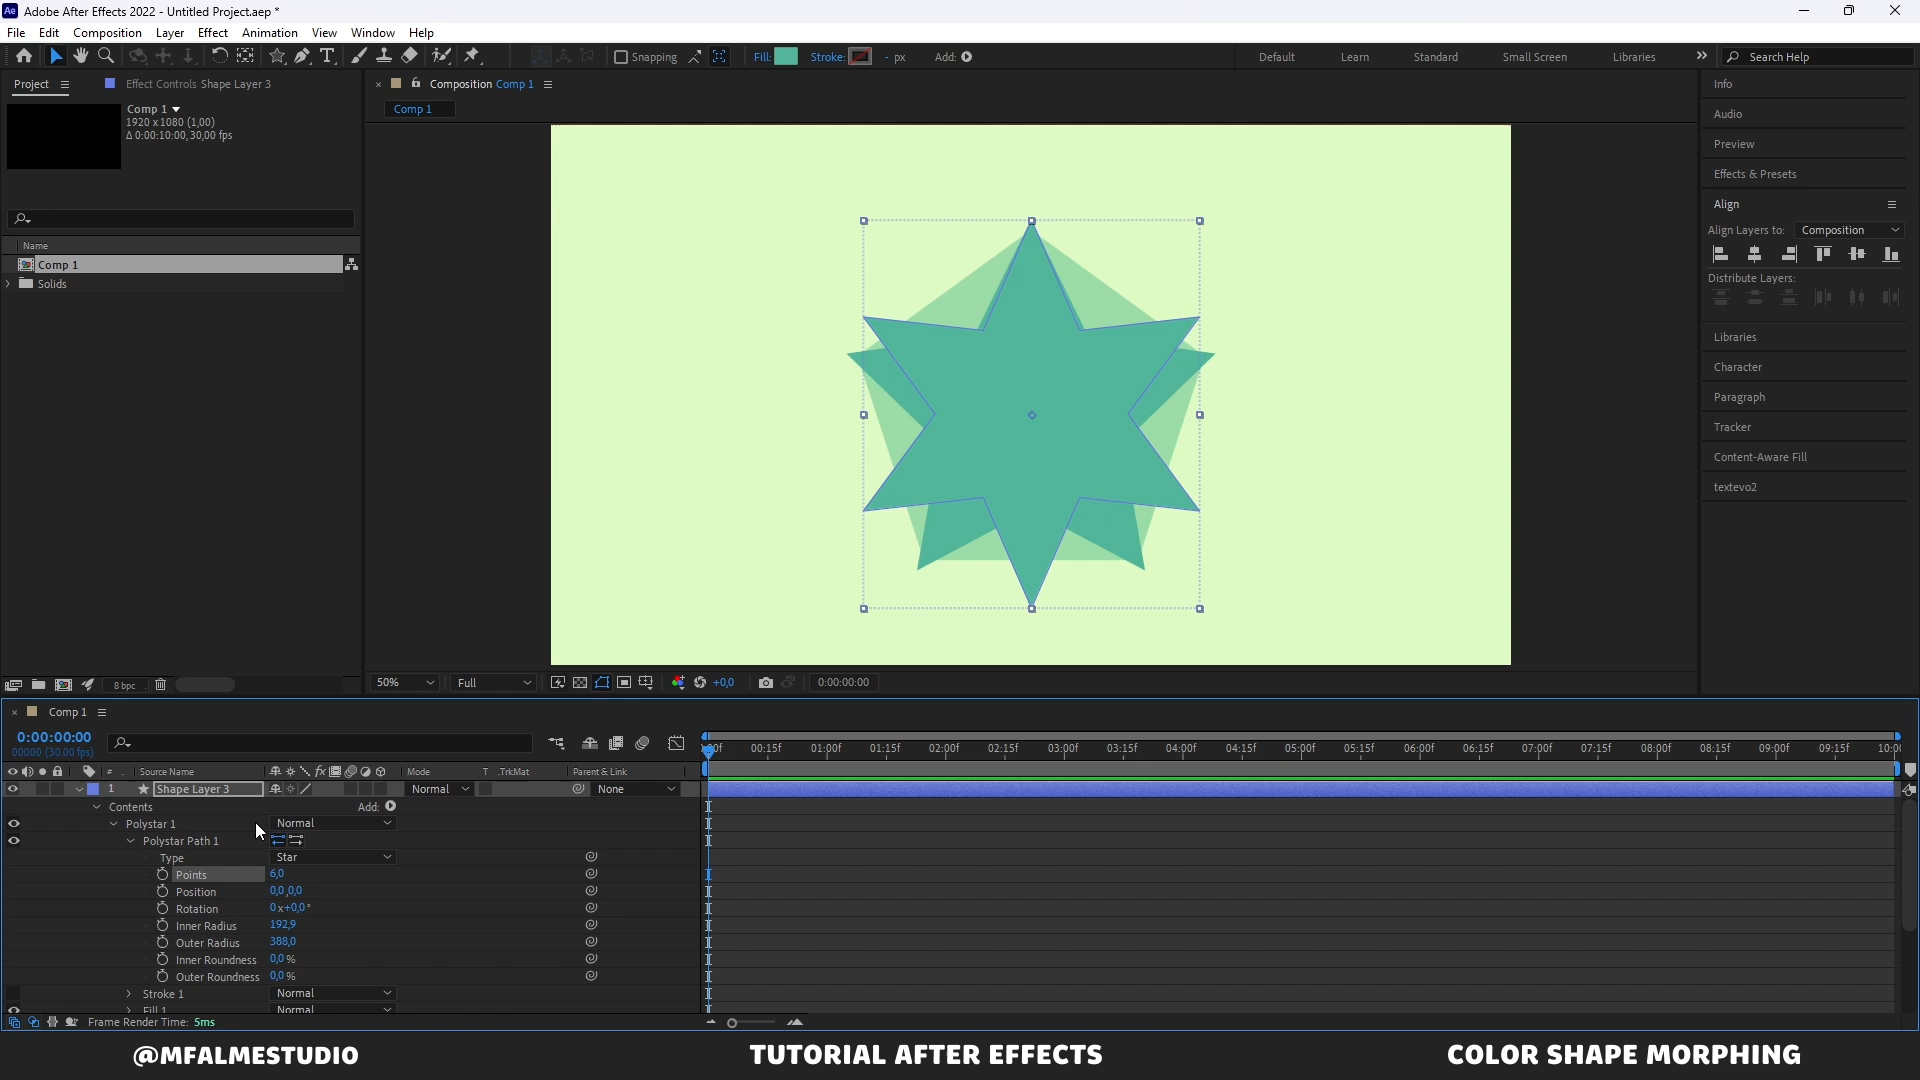 Adobe After Effects 2022 - Untitled Project.aep *
File Edit Composition Layer Effect Animation View Window Help
Snapping Fill: Stroke: - px Add: Default Learn Standard Small Screen Libraries Search Help
Project Effect Controls Shape Layer 3
Composition Comp 1
Comp 1
Comp 1
1920 x 1080 (1,00)
Δ 0:00:10:00, 30,00 fps
Name
Comp 1
Solids
8 bpc
50% Full +0,0 0:00:00:00
Info
Audio
Preview
Effects & Presets
Align
Align Layers to: Composition
Distribute Layers:
Libraries
Character
Paragraph
Tracker
Content-Aware Fill
textevo2
Comp 1
0:00:00:00
00000 (30.00 fps)
00:15f 01:00f 01:15f 02:00f 02:15f 03:00f 03:15f 04:00f 04:15f 05:00f 05:15f 06:00f 06:15f 07:00f 07:15f 08:00f 08:15f 09:00f 09:15f
# Source Name fx Mode T .TrkMat Parent & Link
1 Shape Layer 3 Normal None
Contents Add:
Polystar 1 Normal
Polystar Path 1
Type Star
Points 6,0
Position 0,0,0,0
Rotation 0x+0,0°
Inner Radius 192,9
Outer Radius 388,0
Inner Roundness 0,0 %
Outer Roundness 0,0 %
Stroke 1 Normal
Fill 1 Normal
Frame Render Time: 5ms
@MFALMESTUDIO TUTORIAL AFTER EFFECTS COLOR SHAPE MORPHING